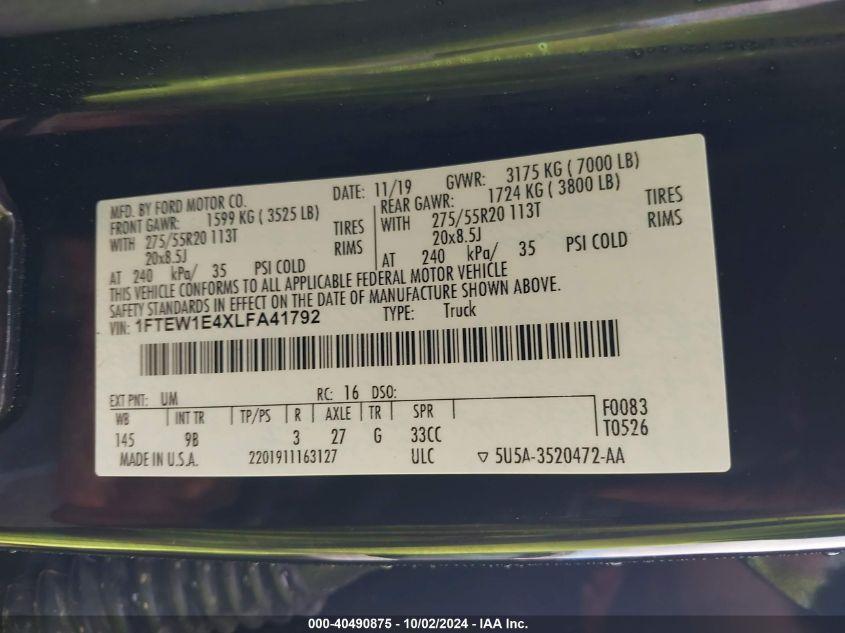 MFD. BY FORD MOTOR CO. DATE: 11/19 GVWR: 3175 KG ( 7000 LB)
FRONT GAWR: 1599 KG ( 3525 LB) REAR GAWR: 1724 KG ( 3800 LB)
WITH 275/55R20 113T TIRES WITH 275/55R20 113T TIRES
20x8.5J RIMS 20x8.5J RIMS
AT 240 kPa/ 35 PSI COLD AT 240 kPa/ 35 PSI COLD
THIS VEHICLE CONFORMS TO ALL APPLICABLE FEDERAL MOTOR VEHICLE
SAFETY STANDARDS IN EFFECT ON THE DATE OF MANUFACTURE SHOWN ABOVE.
VIN: 1FTEW1E4XLFA41792 TYPE: Truck
EXT PNT: UM RC: 16 DSO:
WB INT TR TP/PS R AXLE TR SPR F0083
145 9B 3 27 G 33CC T0526
MADE IN U.S.A. 2201911163127 ULC ▽ 5U5A-3520472-AA
000-40490875 - 10/02/2024 - IAA Inc.